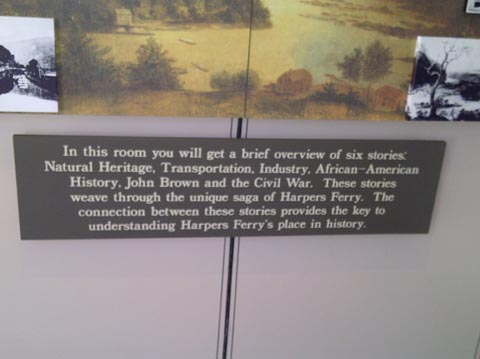 In this room you will get a brief overview of six stories:
Natural Heritage, Transportation, Industry, African-American
History, John Brown and the Civil War. These stories
weave through the unique saga of Harpers Ferry. The
connection between these stories provides the key to
understanding Harpers Ferry's place in history.